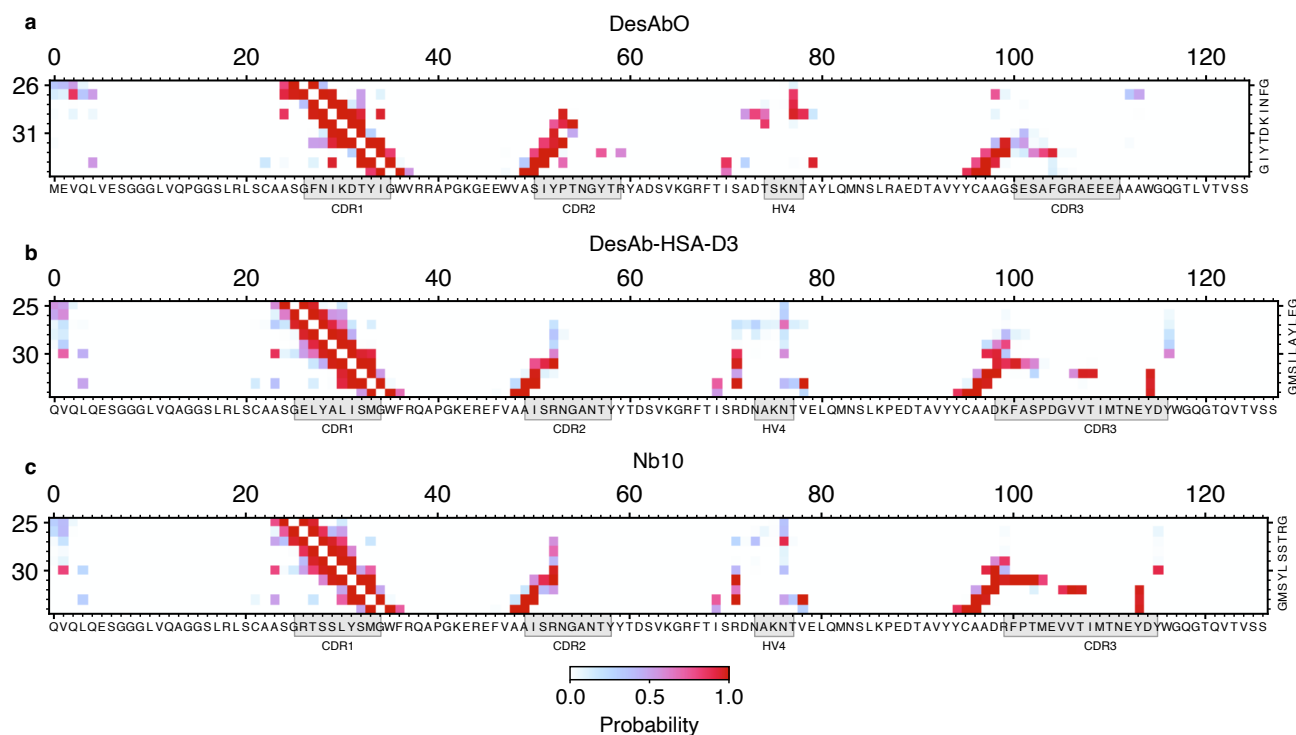 a
DesAbO
0 20 40 60 80 100 120
26
31
GIYTDKINFG
MEVQLVESGGGLVQPGGSLRLSCAASGFNIKDTYIGWVRRAPGKGEEWVASIYPTNGYTRYADSVKGRFTISADTSKNTAYLQMNSLRAEDTAVYYCAAGSESAFGRAEEEAAAWGQGTLVTVSS
CDR1 CDR2 HV4 CDR3
b
DesAb-HSA-D3
0 20 40 60 80 100 120
25
30
GMSILAYLEG
QVQLQESGGGLVQAGGSLRLSCAASGELYALISMGWFRQAPGKEREFVAAISRNGANTYYTDSVKGRFTISRDNAKNTVELQMNSLKPEDTAVYYCAADKFASPDGVVTIMTNEYDYWGQGTQVTVSS
CDR1 CDR2 HV4 CDR3
c
Nb10
0 20 40 60 80 100 120
25
30
GMSYLSSTRG
QVQLQESGGGLVQAGGSLRLSCAASGRTSSLYSMGWFRQAPGKEREFVAAISRNGANTYYTDSVKGRFTISRDNAKNTVELQMNSLKPEDTAVYYCAADRFPTMEVVTIMTNEYDYWGQGTQVTVSS
CDR1 CDR2 HV4 CDR3
0.0 0.5 1.0
Probability